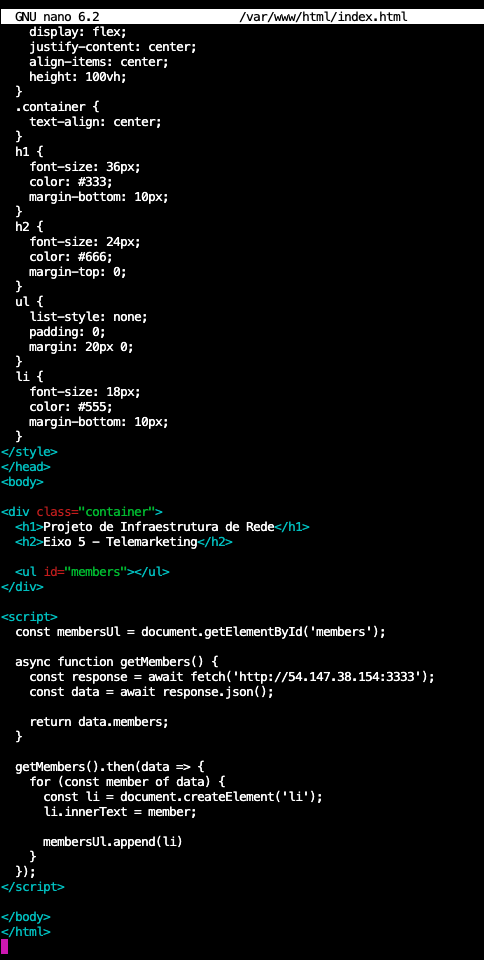 GNU nano 6.2 /var/www/html/index.html
display: flex;
justify-content: center;
align-items: center;
height: 100vh;
}
.container {
text-align: center;
}
h1 {
font-size: 36px;
color: #333;
margin-bottom: 10px;
}
h2 {
font-size: 24px;
color: #666;
margin-top: 0;
}
ul {
list-style: none;
padding: 0;
margin: 20px 0;
}
li {
font-size: 18px;
color: #555;
margin-bottom: 10px;
}
</style>
</head>
<body>
<div class="container">
<h1>Projeto de Infraestrutura de Rede</h1>
<h2>Eixo 5 - Telemarketing</h2>
<ul id="members"></ul>
</div>
<script>
const membersUl = document.getElementById('members');
async function getMembers() {
const response = await fetch('http://54.147.38.154:3333');
const data = await response.json();
return data.members;
}
getMembers().then(data => {
for (const member of data) {
const li = document.createElement('li');
li.innerText = member;
membersUl.append(li)
}
});
</script>
</body>
</html>